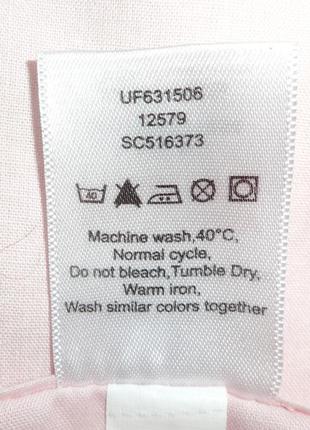 UF631506
12579
SC516373
40
Machine wash,40°C,
Normal cycle,
Do not bleach,Tumble Dry,
Warm iron,
Wash similar colors together